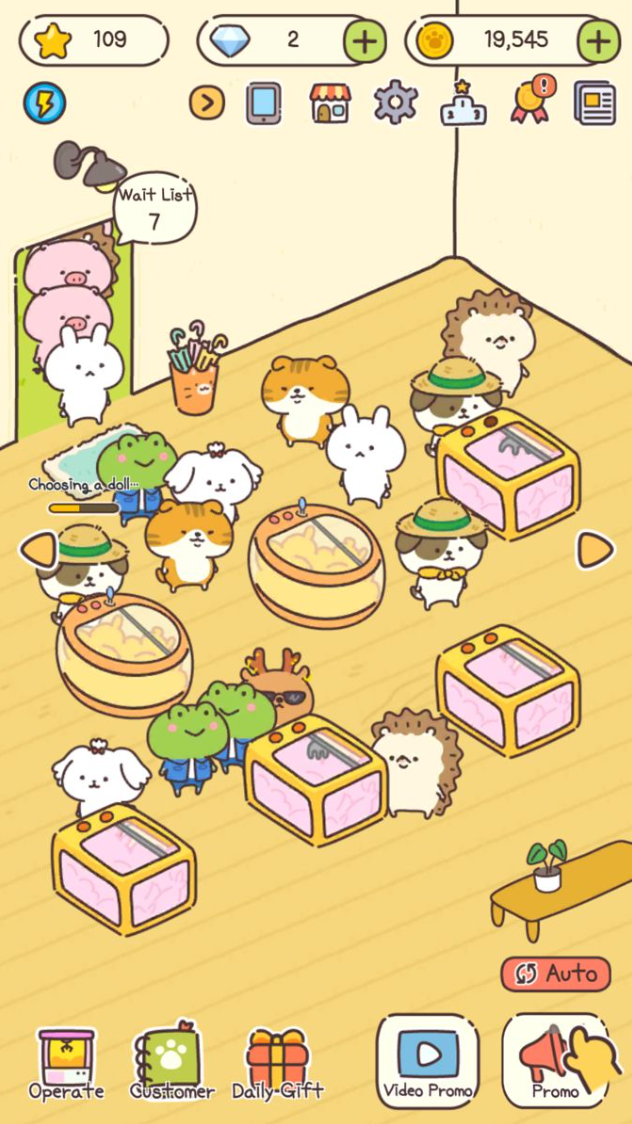 109
2
19,545
Wait List
7
Choosing a doll...
Auto
Operate
Customer
Daily Gift
Video Promo
Promo